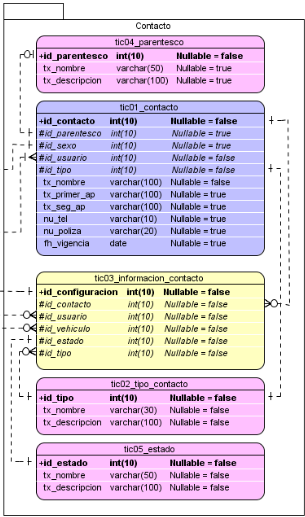 Contacto
tic04_parentesco
+id_parentesco int(10) Nullable = false
tx_nombre varchar(50) Nullable = true
tx_descripcion varchar(100) Nullable = true
tic01_contacto
+id_contacto int(10) Nullable = false
#id_parentesco int(10) Nullable = true
#id_sexo int(10) Nullable = true
#id_usuario int(10) Nullable = false
#id_tipo int(10) Nullable = true
tx_nombre varchar(100) Nullable = false
tx_primer_ap varchar(100) Nullable = true
tx_seg_ap varchar(100) Nullable = true
nu_tel varchar(10) Nullable = true
nu_poliza varchar(20) Nullable = true
fh_vigencia date Nullable = true
tic03_informacion_contacto
+id_configuracion int(10) Nullable = false
#id_contacto int(10) Nullable = false
#id_usuario int(10) Nullable = false
#id_vehiculo int(10) Nullable = false
#id_estado int(10) Nullable = false
#id_tipo int(10) Nullable = false
tic02_tipo_contacto
+id_tipo int(10) Nullable = false
tx_nombre varchar(30) Nullable = false
tx_descripcion varchar(100) Nullable = false
tic05_estado
+id_estado int(10) Nullable = false
tx_nombre varchar(50) Nullable = false
tx_descripcion varchar(100) Nullable = false